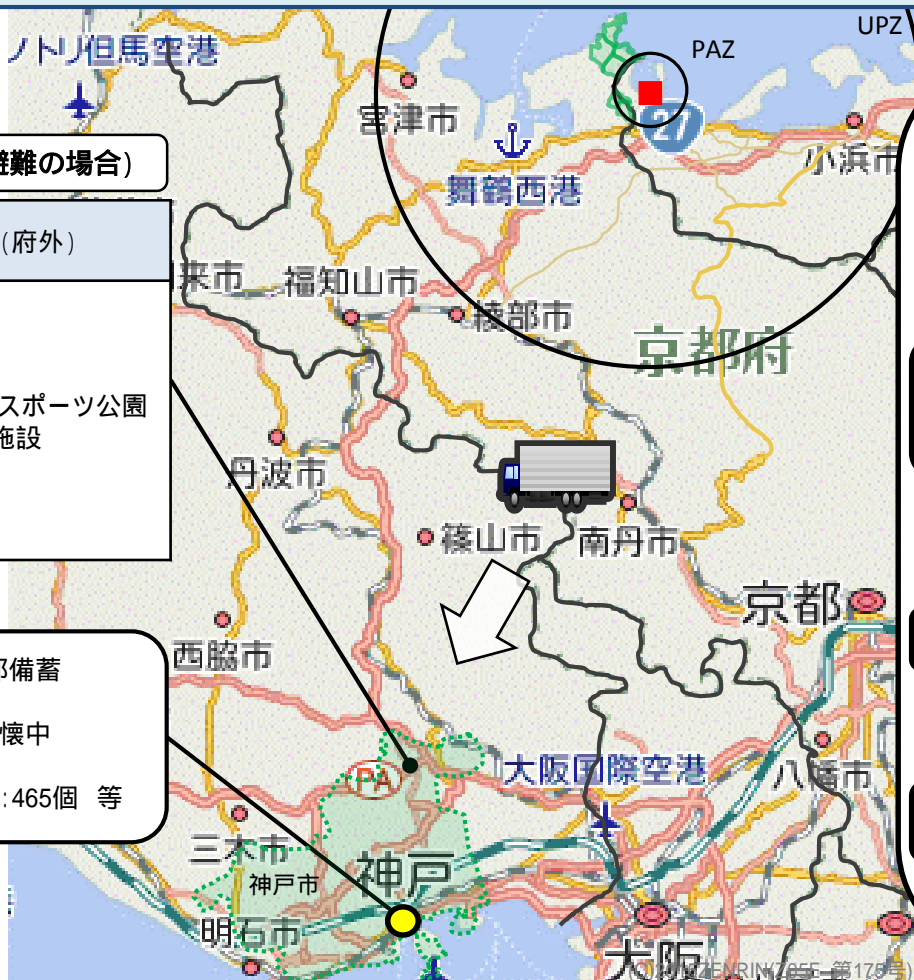 UPZ
PAZ
ノトリ但馬空港
宮津市
27
小浜市
避難の場合)
舞鶴西港
(府外)
来市
福知山市
綾部市
京都府
スポーツ公園
施設
丹波市
篠山市
南丹市
京都
西脇市
備蓄
懐中
:465個 等
大阪国際空港
八幡市
PA
三木市
神戸
神戸市
明石市
大阪